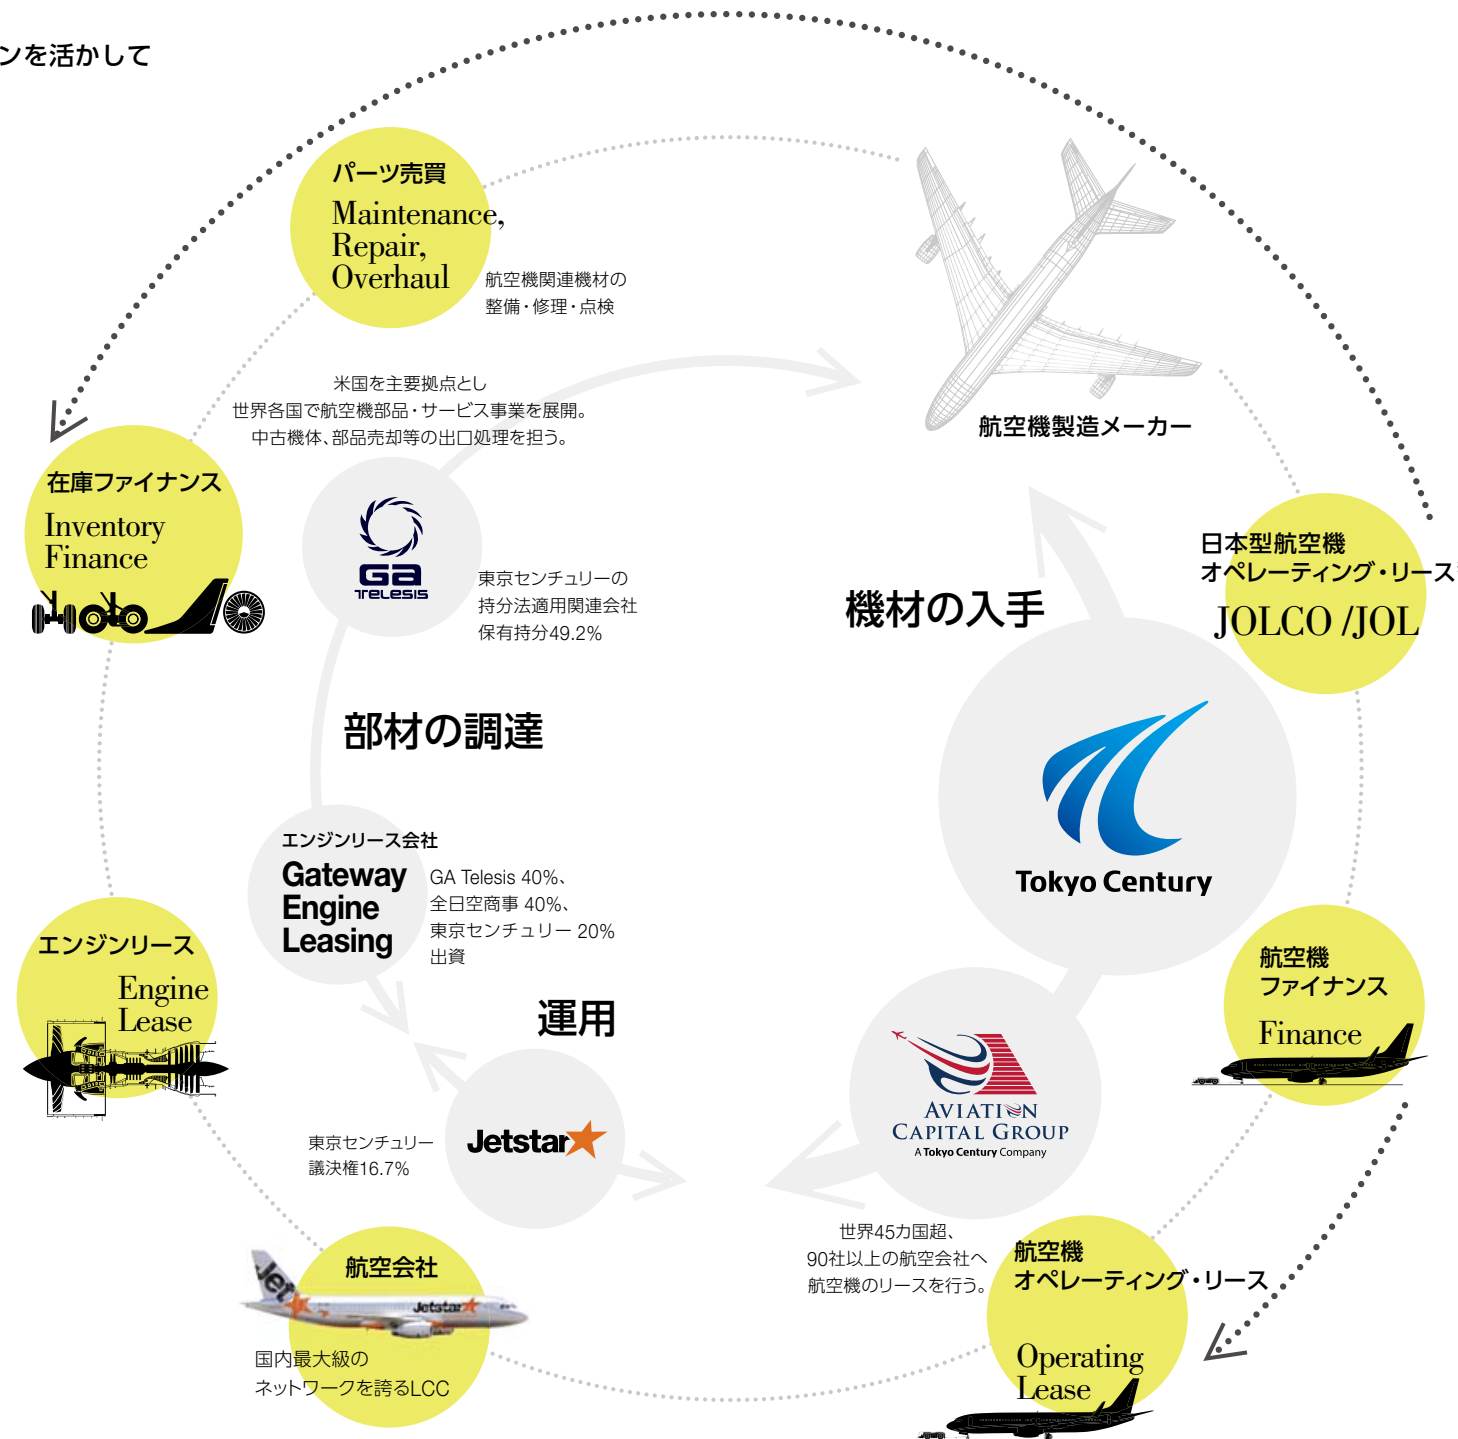 ンを活かして
パーツ売買
Maintenance,
Repair,
Overhaul
航空機関連機材の
整備・修理・点検
米国を主要拠点とし
世界各国で航空機部品・サービス事業を展開。
中古機体、部品売却等の出口処理を担う。
航空機製造メーカー
在庫ファイナンス
Inventory
Finance
GA
TELESIS
東京センチュリーの
持分法適用関連会社
保有持分49.2%
機材の入手
日本型航空機
オペレーティング・リース
JOLCO /JOL
部材の調達
Tokyo Century
エンジンリース会社
Gateway
Engine
Leasing
GA Telesis 40%、
全日空商事 40%、
東京センチュリー 20%
出資
エンジンリース
Engine
Lease
運用
航空機
ファイナンス
Finance
AVIATION
CAPITAL GROUP
A Tokyo Century Company
Jetstar
東京センチュリー
議決権16.7%
世界45カ国超、
90社以上の航空会社へ
航空機のリースを行う。
航空機
オペレーティング・リース
Operating
Lease
航空会社
Jet
Jetstar
国内最大級の
ネットワークを誇るLCC